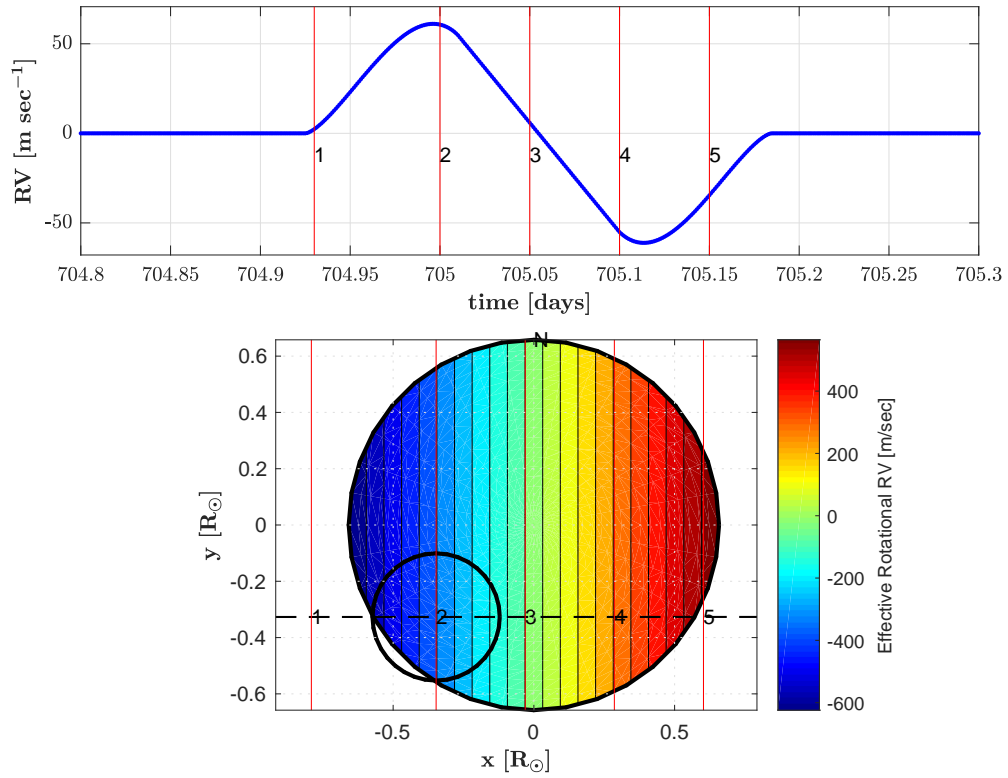 50
0
-50
RV [m sec⁻¹]
1 2 3 4 5
704.8 704.85 704.9 704.95 705 705.05 705.1 705.15 705.2 705.25 705.3
time [days]
N
0.6
0.4
0.2
0
-0.2
-0.4
-0.6
y [R☉]
1 2 3 4 5
-0.5 0 0.5
x [R☉]
400
200
0
-200
-400
-600
Effective Rotational RV [m/sec]